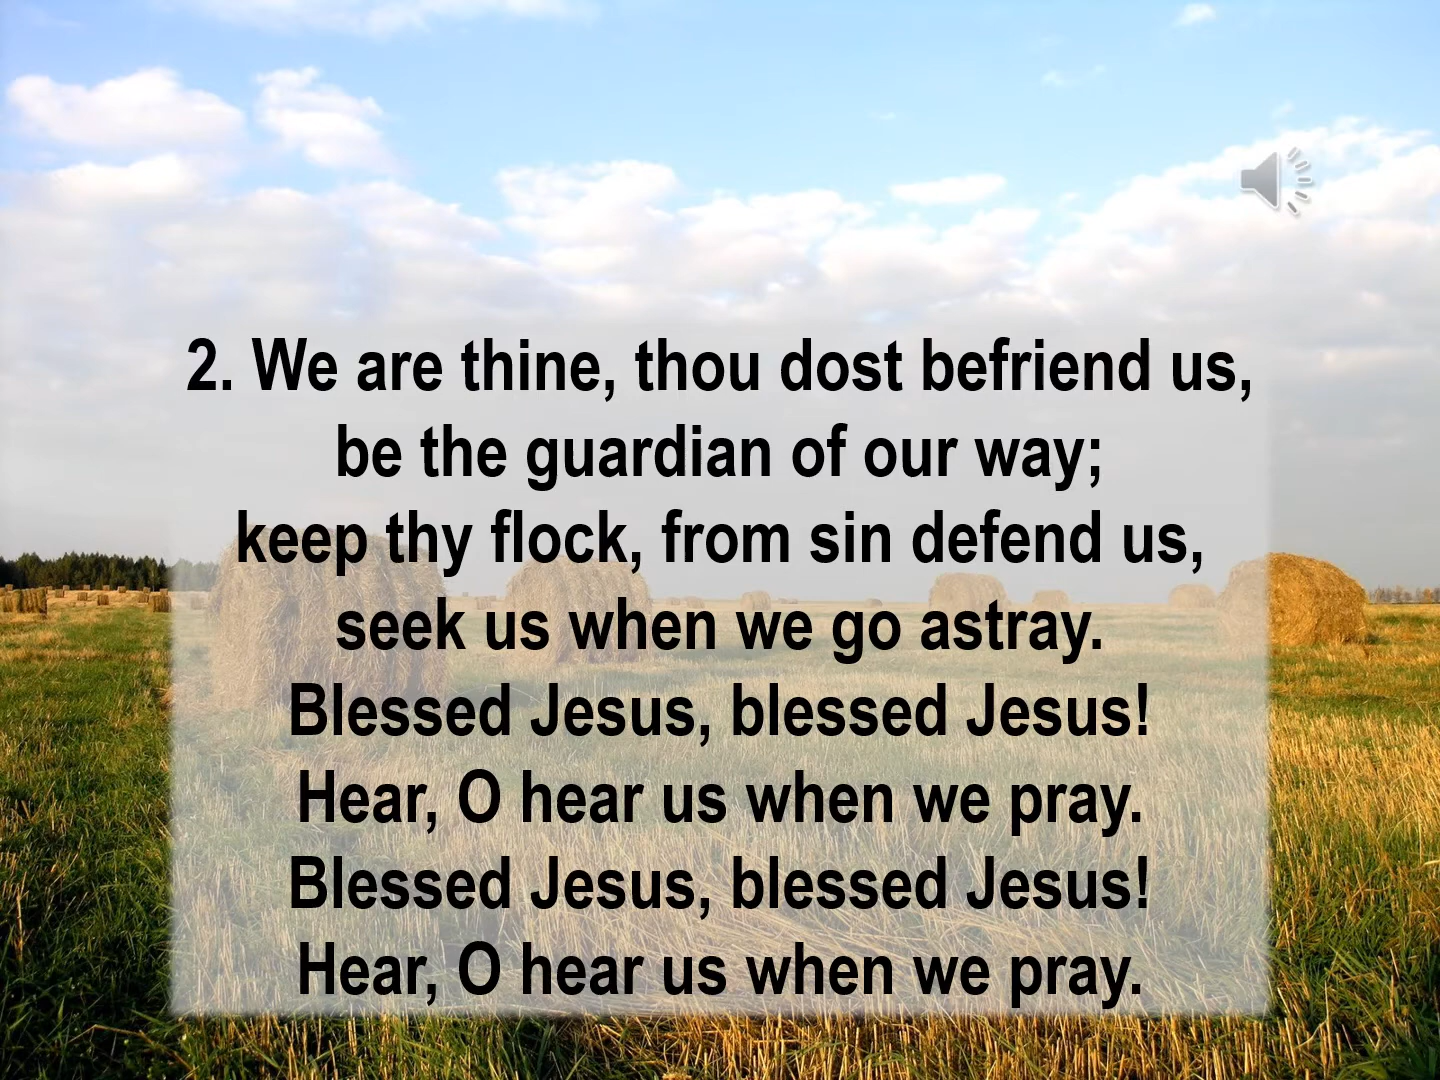 2. We are thine, thou dost befriend us,
be the guardian of our way;
keep thy flock, from sin defend us,
seek us when we go astray.
Blessed Jesus, blessed Jesus!
Hear, O hear us when we pray.
Blessed Jesus, blessed Jesus!
Hear, O hear us when we pray.